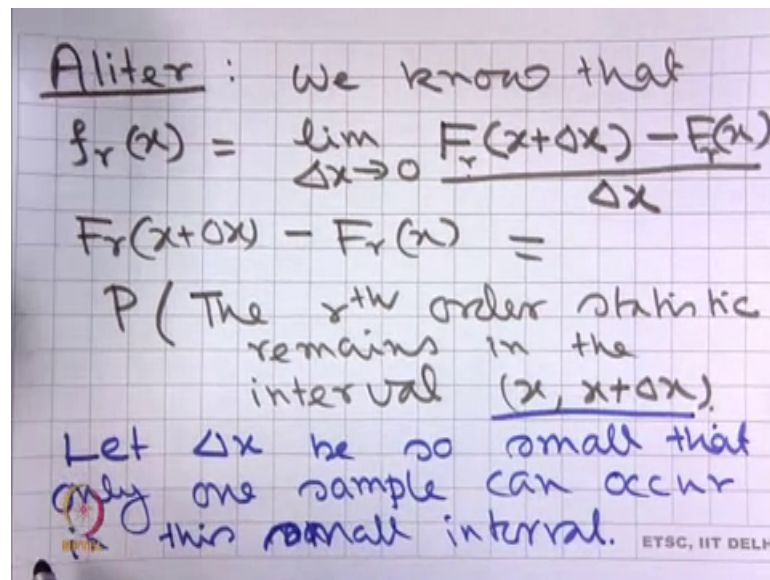 Aliter : We know that
fᵣ(x) = lim Δx→0 Fᵣ(x+Δx) − Fᵣ(x) / Δx
Fᵣ(x+Δx) − Fᵣ(x) =
P ( The rᵗʰ order statistic
remains in the
interval (x, x+Δx).
Let Δx be so small that
only one sample can occur
in this small interval.
ETSC, IIT DELH